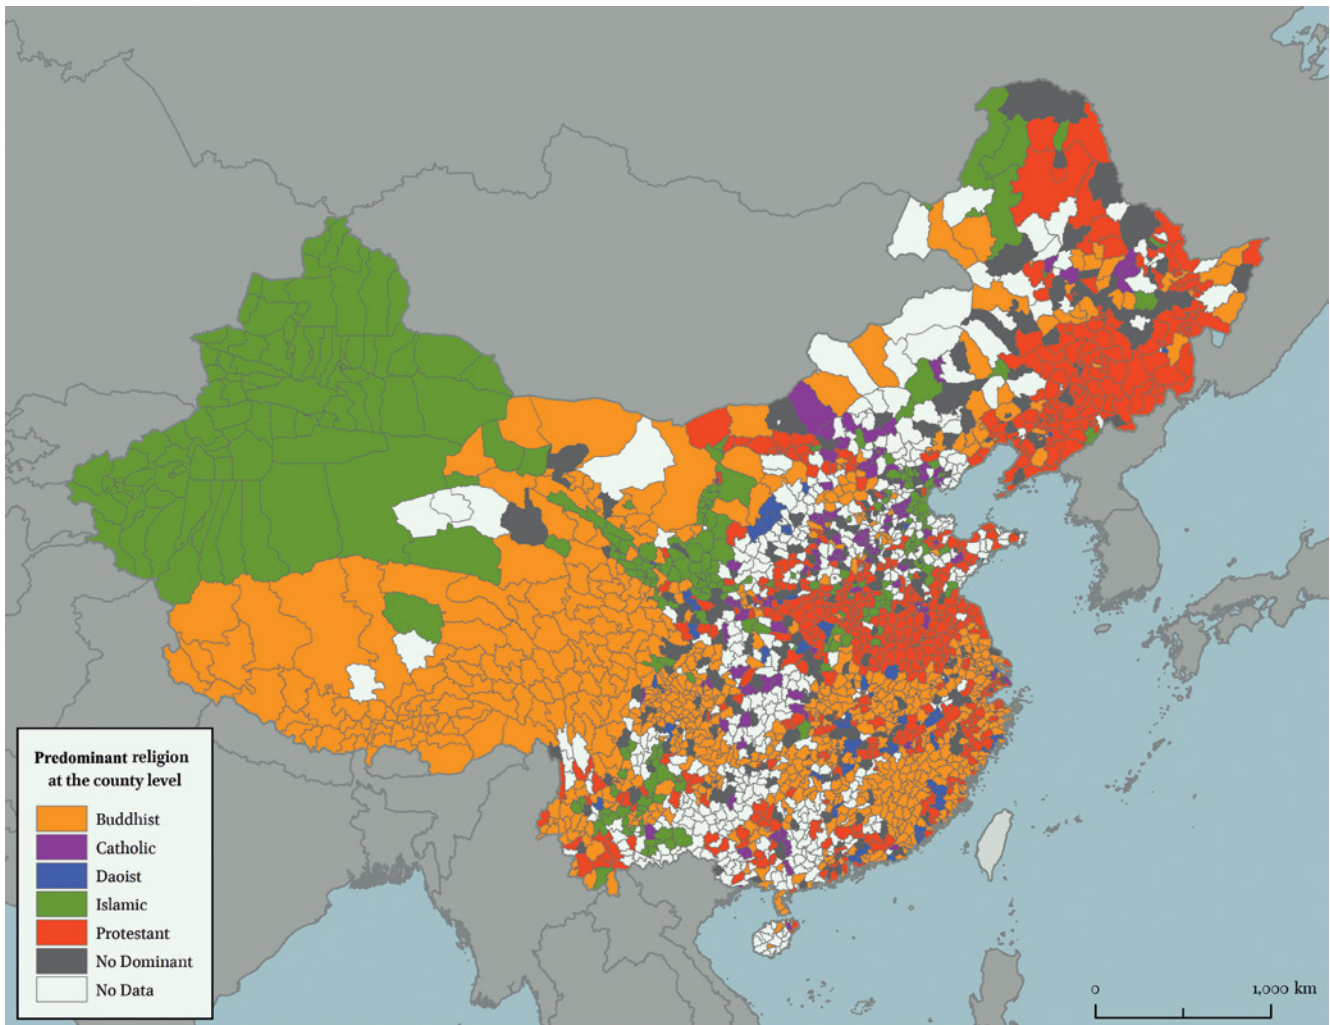 Predominant religion
at the county level
Buddhist
Catholic
Daoist
Islamic
Protestant
No Dominant
No Data
0 1,000 km